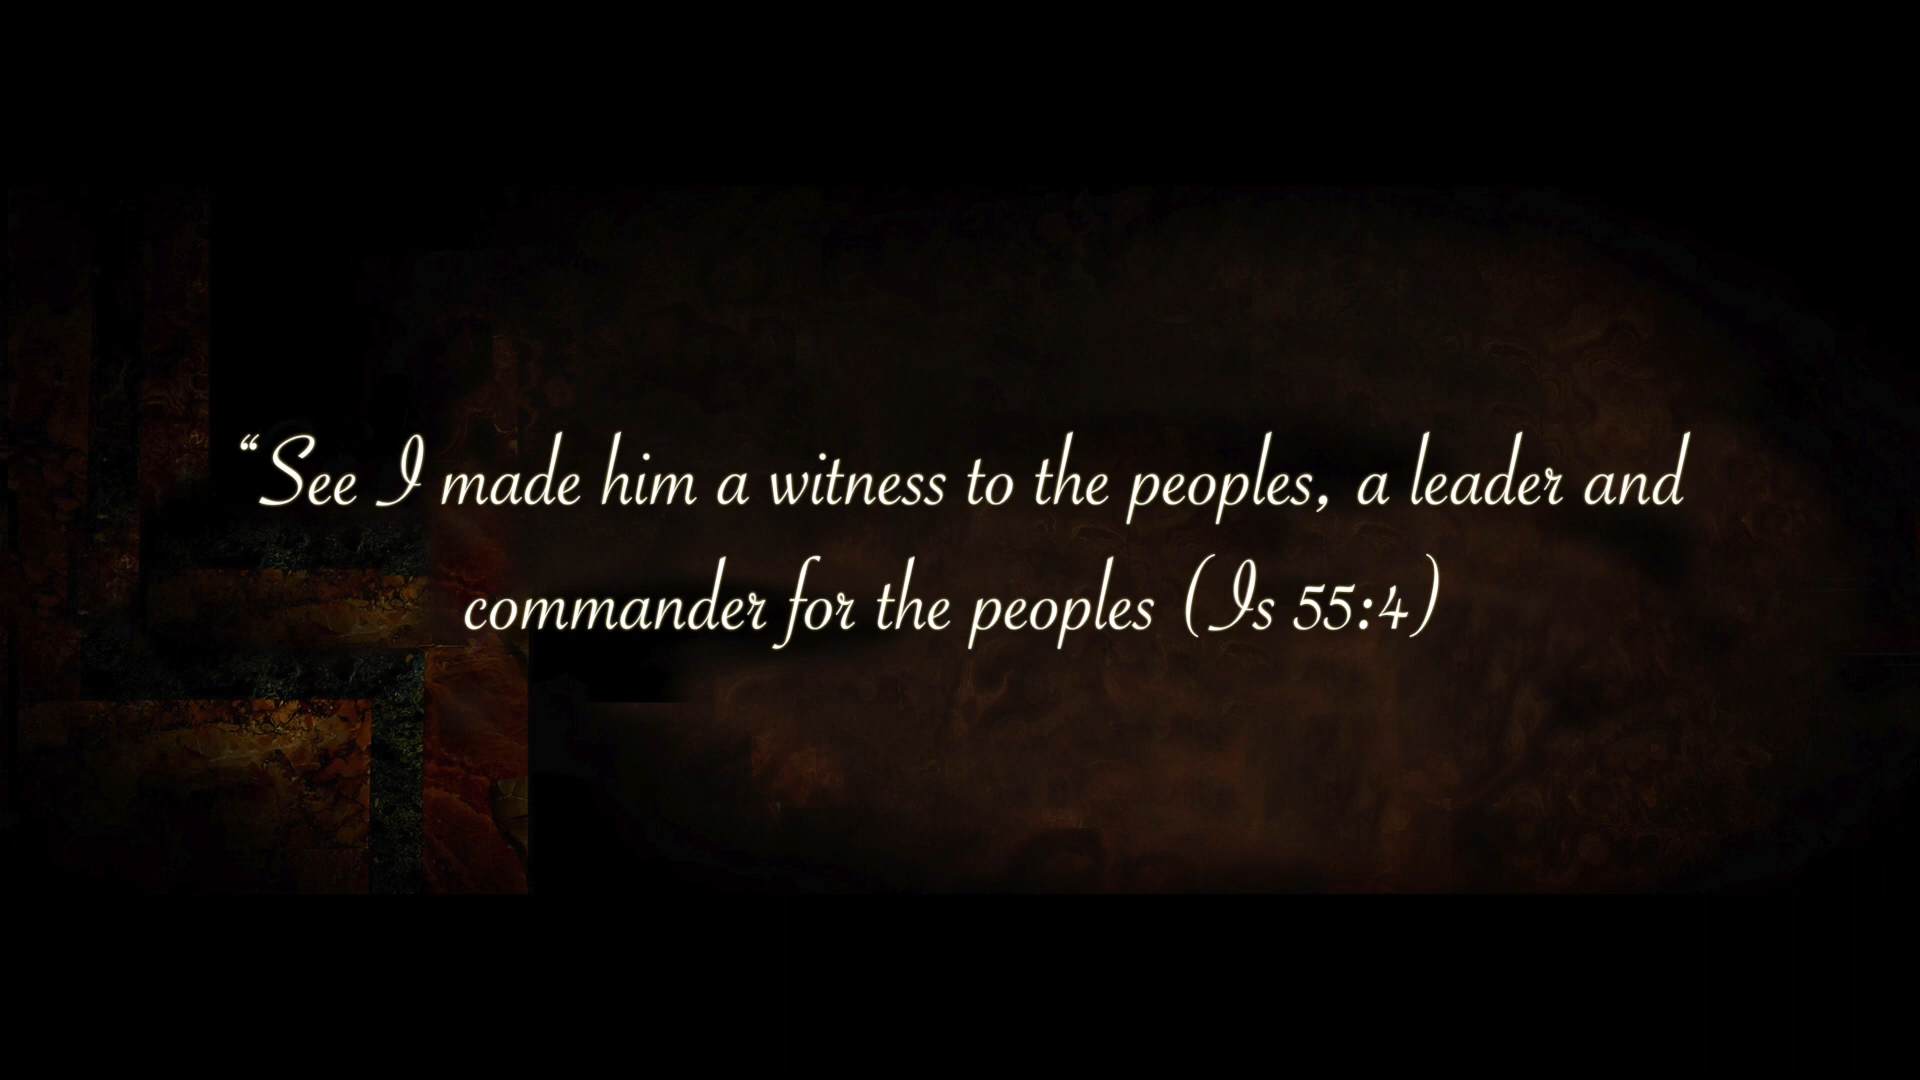 “See I made him a witness to the peoples, a leader and
commander for the peoples (Is 55:4)